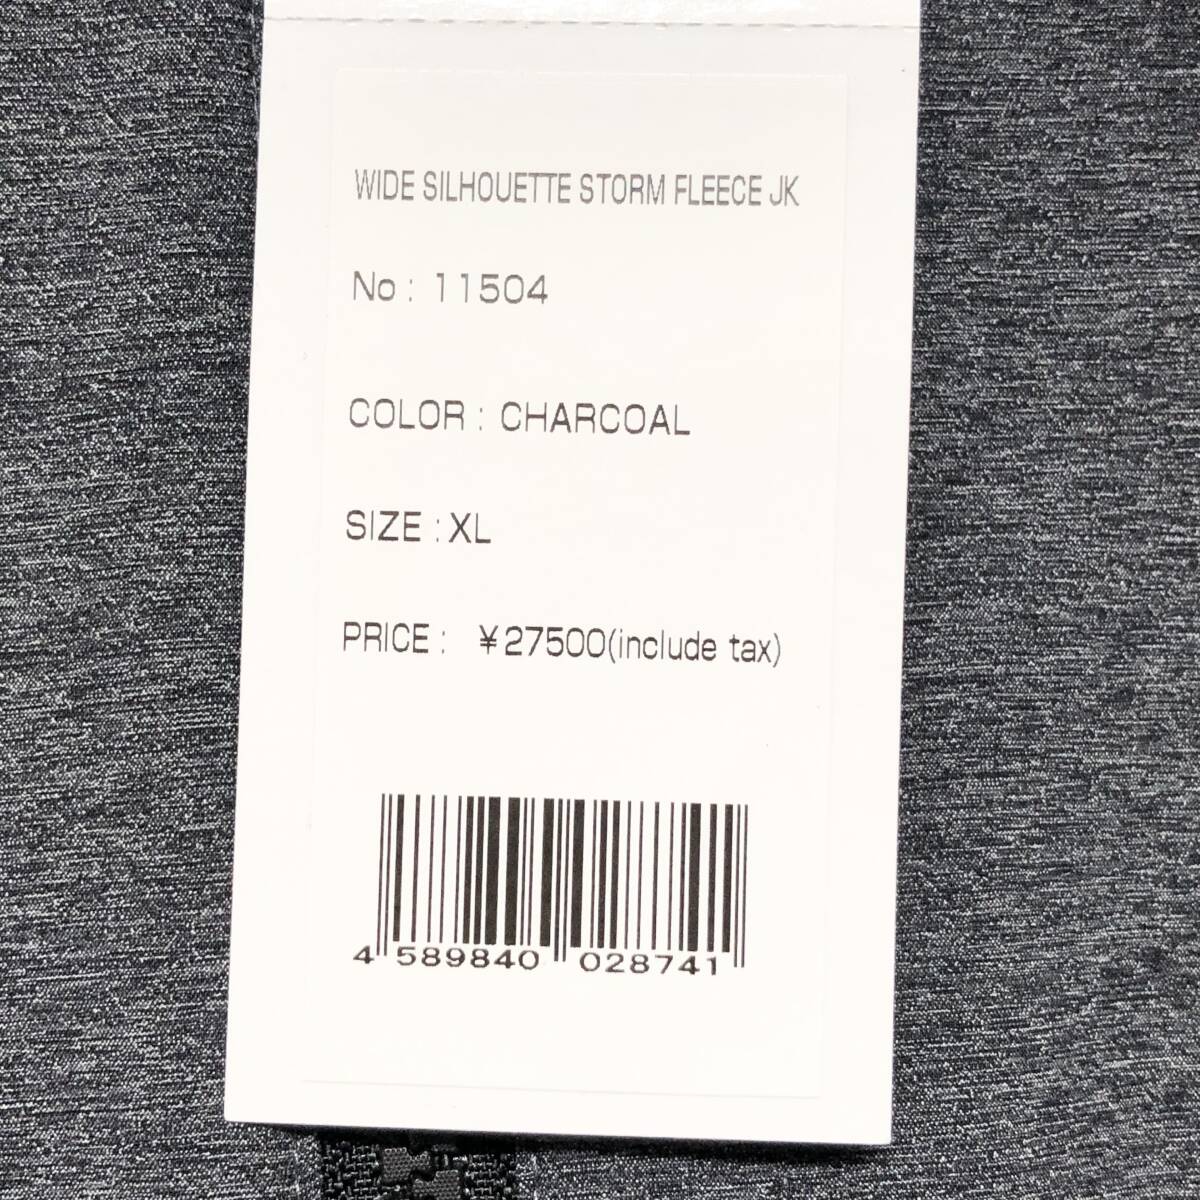 WIDE SILHOUETTE STORM FLEECE JK
No : 11504
COLOR : CHARCOAL
SIZE : XL
PRICE : ¥27500(include tax)
4 589840 028741